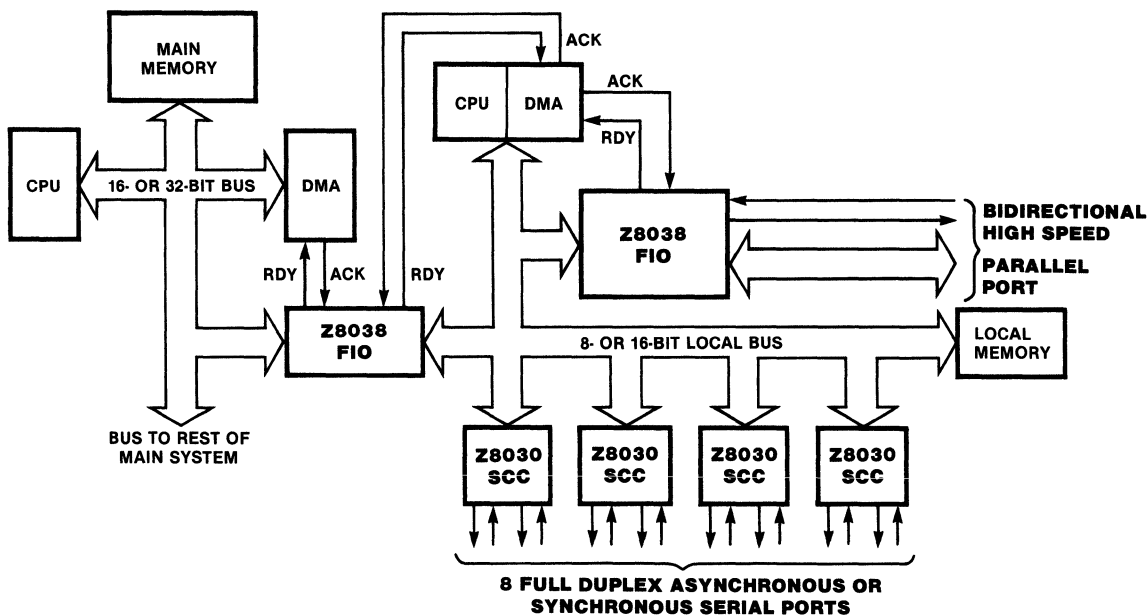 MAIN
MEMORY
ACK
CPU
DMA
ACK
RDY
CPU
16- OR 32-BIT BUS
DMA
Z8038
FIO
BIDIRECTIONAL
HIGH SPEED
PARALLEL
PORT
RDY
ACK
RDY
Z8038
FIO
8- OR 16-BIT LOCAL BUS
LOCAL
MEMORY
BUS TO REST OF
MAIN SYSTEM
Z8030
SCC
Z8030
SCC
Z8030
SCC
Z8030
SCC
8 FULL DUPLEX ASYNCHRONOUS OR
SYNCHRONOUS SERIAL PORTS